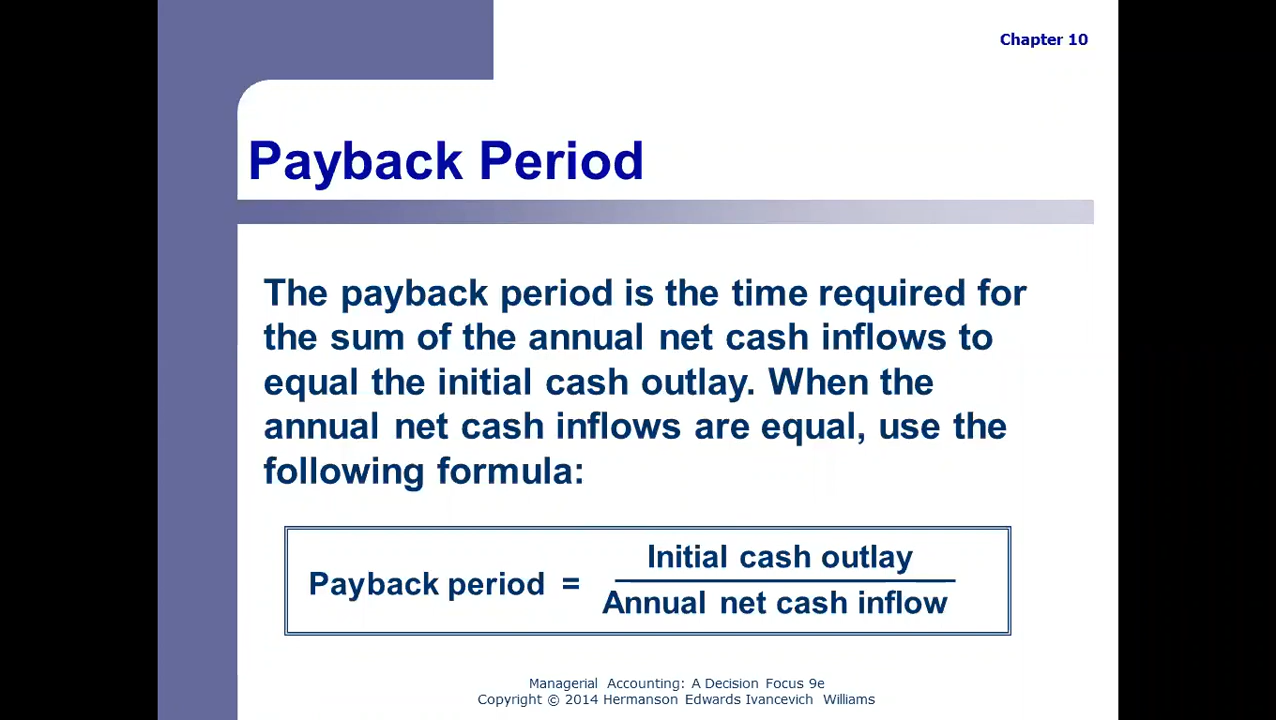 Chapter 10
Payback Period
The payback period is the time required for
the sum of the annual net cash inflows to
equal the initial cash outlay. When the
annual net cash inflows are equal, use the
following formula:
Initial cash outlay
Payback period =
Annual net cash inflow
Managerial Accounting: A Decision Focus 9e
Copyright © 2014 Hermanson Edwards Ivancevich Williams